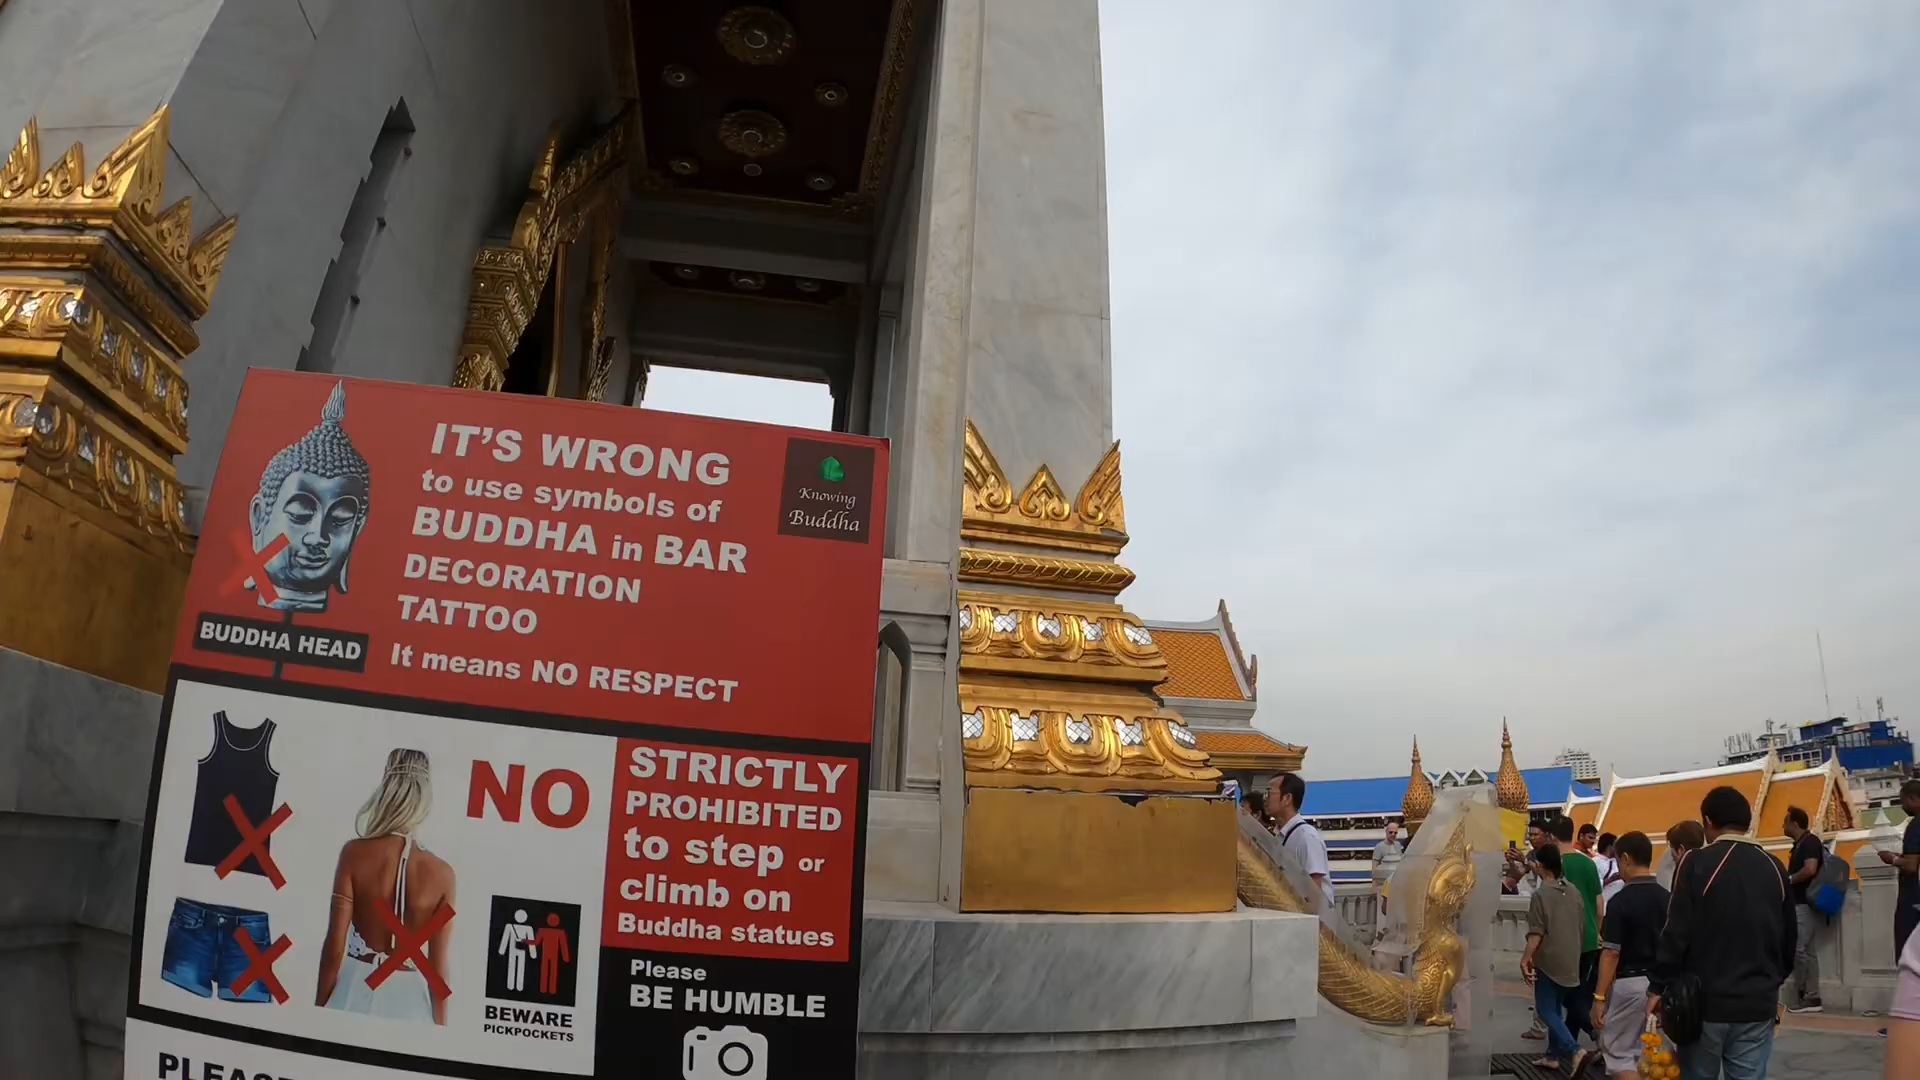 IT'S WRONG
to use symbols of
BUDDHA in BAR
DECORATION
TATTOO
It means NO RESPECT
Knowing
Buddha
BUDDHA HEAD
NO
BEWARE
PICKPOCKETS
STRICTLY
PROHIBITED
to step or
climb on
Buddha statues
Please
BE HUMBLE